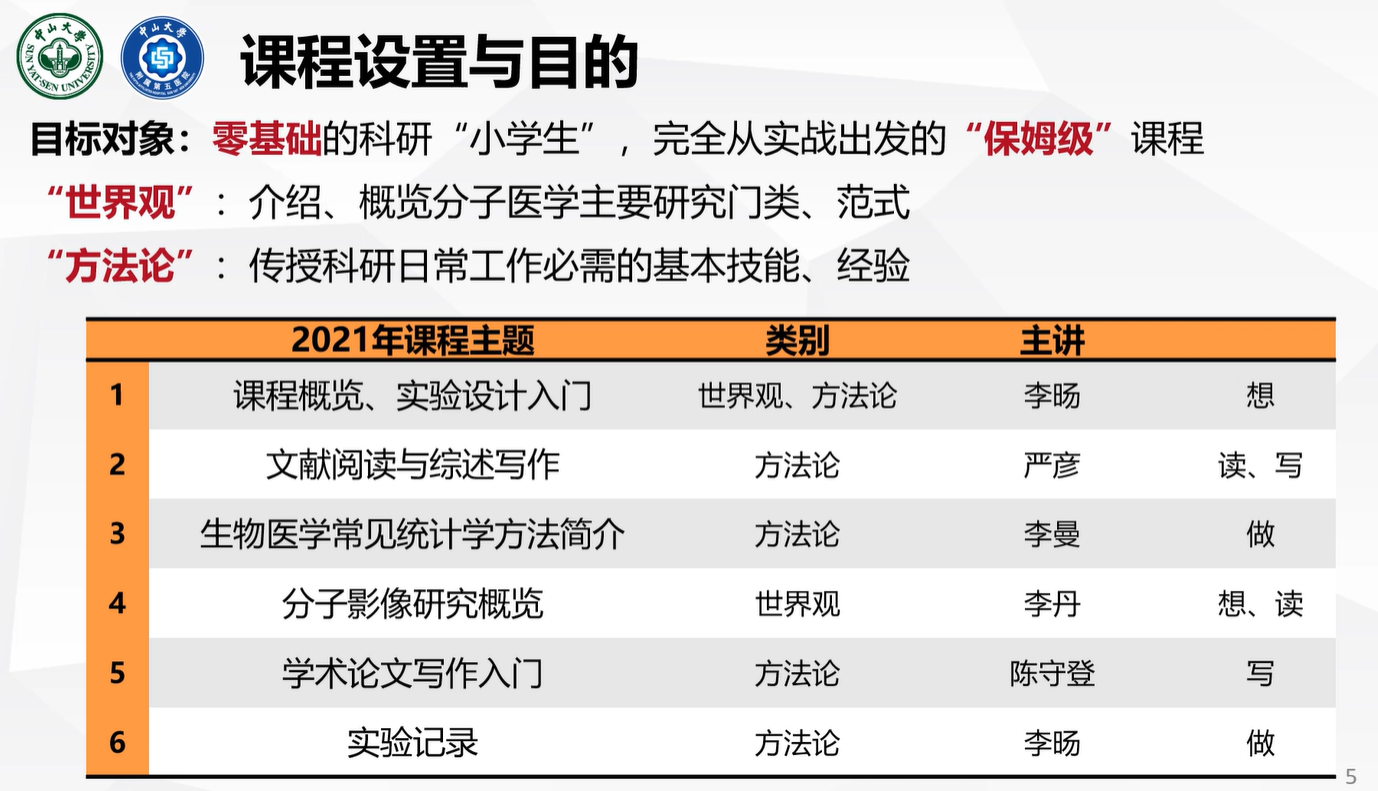 中山大学
SUN YAT-SEN UNIVERSITY
中山大学
附属第五医院
课程设置与目的
目标对象：零基础的科研“小学生”，完全从实战出发的“保姆级”课程
“世界观”：介绍、概览分子医学主要研究门类、范式
“方法论”：传授科研日常工作必需的基本技能、经验
2021年课程主题 类别 主讲
1 课程概览、实验设计入门 世界观、方法论 李旸 想
2 文献阅读与综述写作 方法论 严彦 读、写
3 生物医学常见统计学方法简介 方法论 李曼 做
4 分子影像研究概览 世界观 李丹 想、读
5 学术论文写作入门 方法论 陈守登 写
6 实验记录 方法论 李旸 做
5